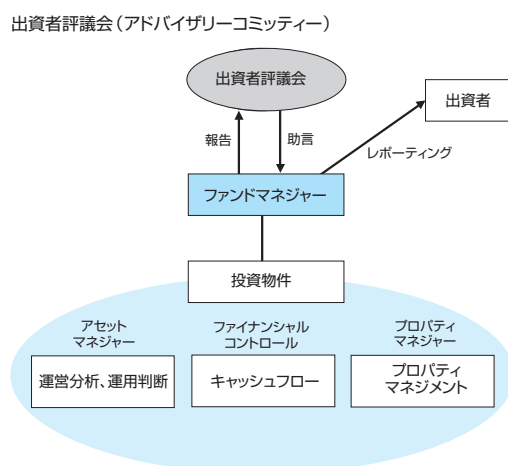 出資者評議会（アドバイザリーコミッティー）
出資者評議会
出資者
報告
助言
レポーティング
ファンドマネジャー
投資物件
アセット
マネジャー
ファイナンシャル
コントロール
プロパティ
マネジャー
運営分析、運用判断
キャッシュフロー
プロパティ
マネジメント